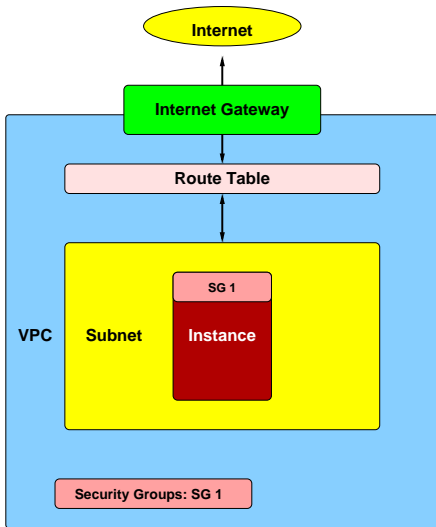 Internet
Internet Gateway
Route Table
SG 1
VPC
Subnet
Instance
Security Groups: SG 1